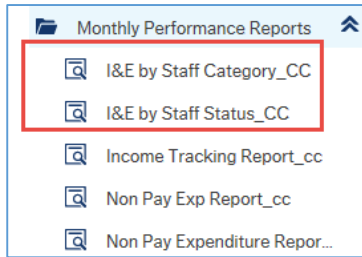 Monthly Performance Reports
I&E by Staff Category_CC
I&E by Staff Status_CC
Income Tracking Report_cc
Non Pay Exp Report_cc
Non Pay Expenditure Repor...